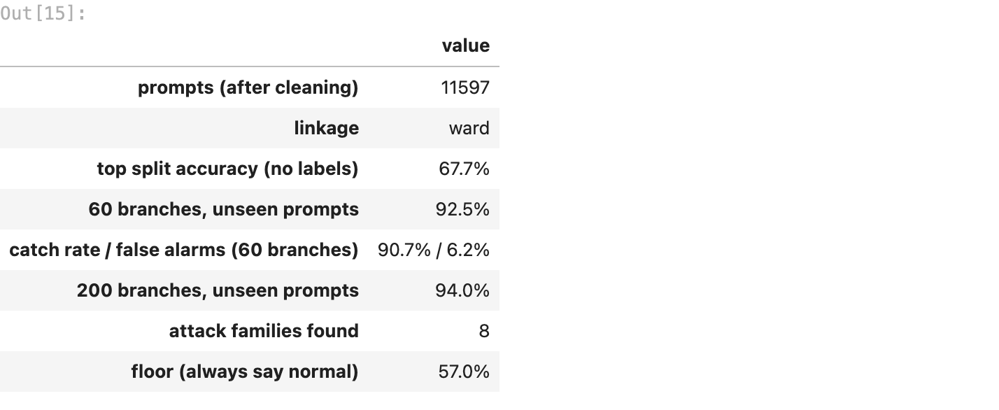 Out[15]:
value
prompts (after cleaning) 11597
linkage ward
top split accuracy (no labels) 67.7%
60 branches, unseen prompts 92.5%
catch rate / false alarms (60 branches) 90.7% / 6.2%
200 branches, unseen prompts 94.0%
attack families found 8
floor (always say normal) 57.0%